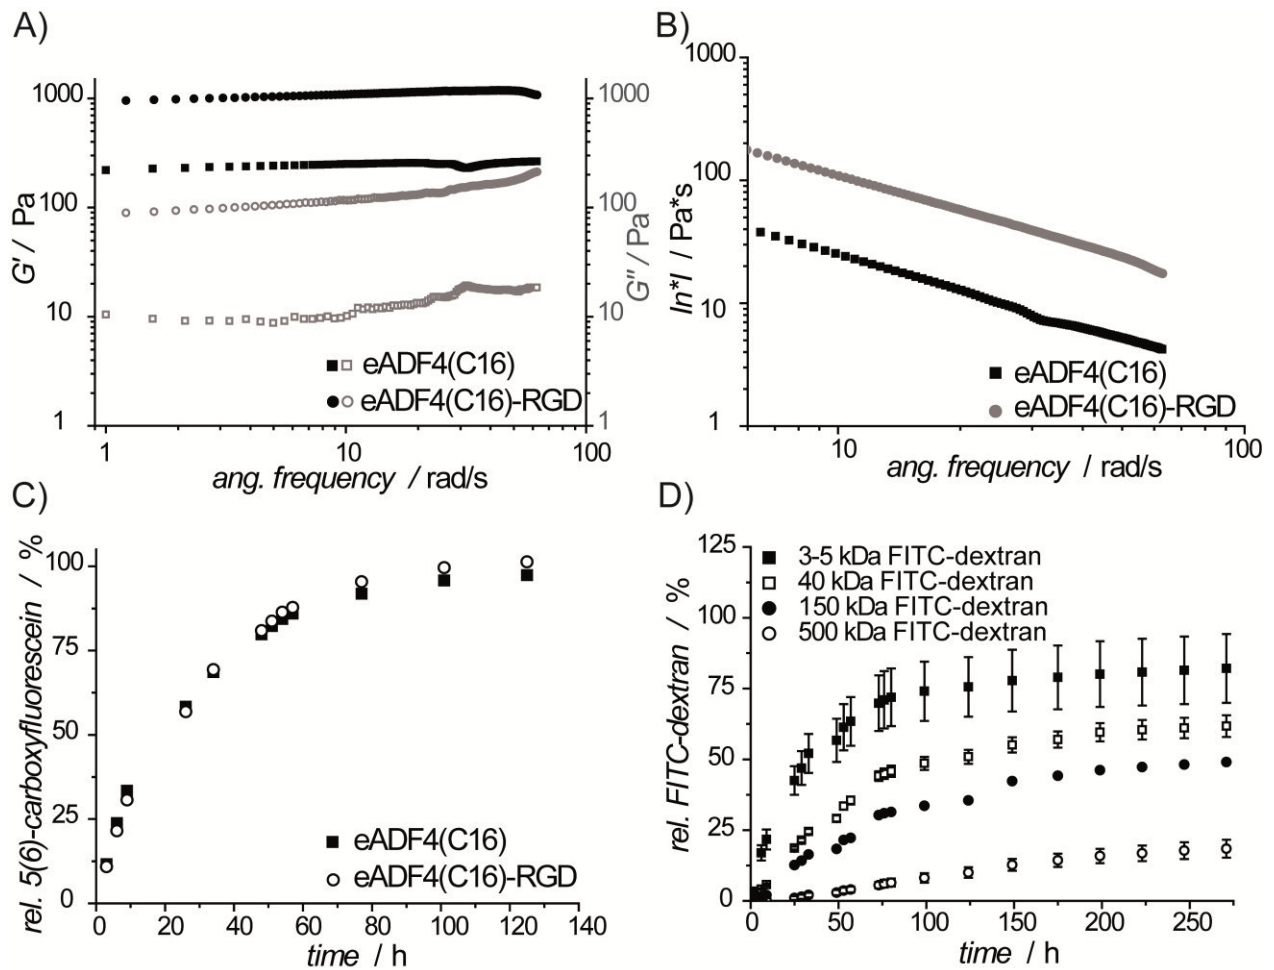 A)
1000
100
10
1
G' / Pa
1000
100
10
1
G'' / Pa
■□ eADF4(C16)
●○ eADF4(C16)-RGD
1
10
100
ang. frequency / rad/s
B)
1000
100
10
1
ln*l / Pa*s
■ eADF4(C16)
● eADF4(C16)-RGD
10
100
ang. frequency / rad/s
C)
100
75
50
25
0
rel. 5(6)-carboxyfluorescein / %
■ eADF4(C16)
○ eADF4(C16)-RGD
0 20 40 60 80 100 120 140
time / h
D)
125
100
75
50
25
0
rel. FITC-dextran / %
■ 3-5 kDa FITC-dextran
□ 40 kDa FITC-dextran
● 150 kDa FITC-dextran
○ 500 kDa FITC-dextran
0 50 100 150 200 250
time / h